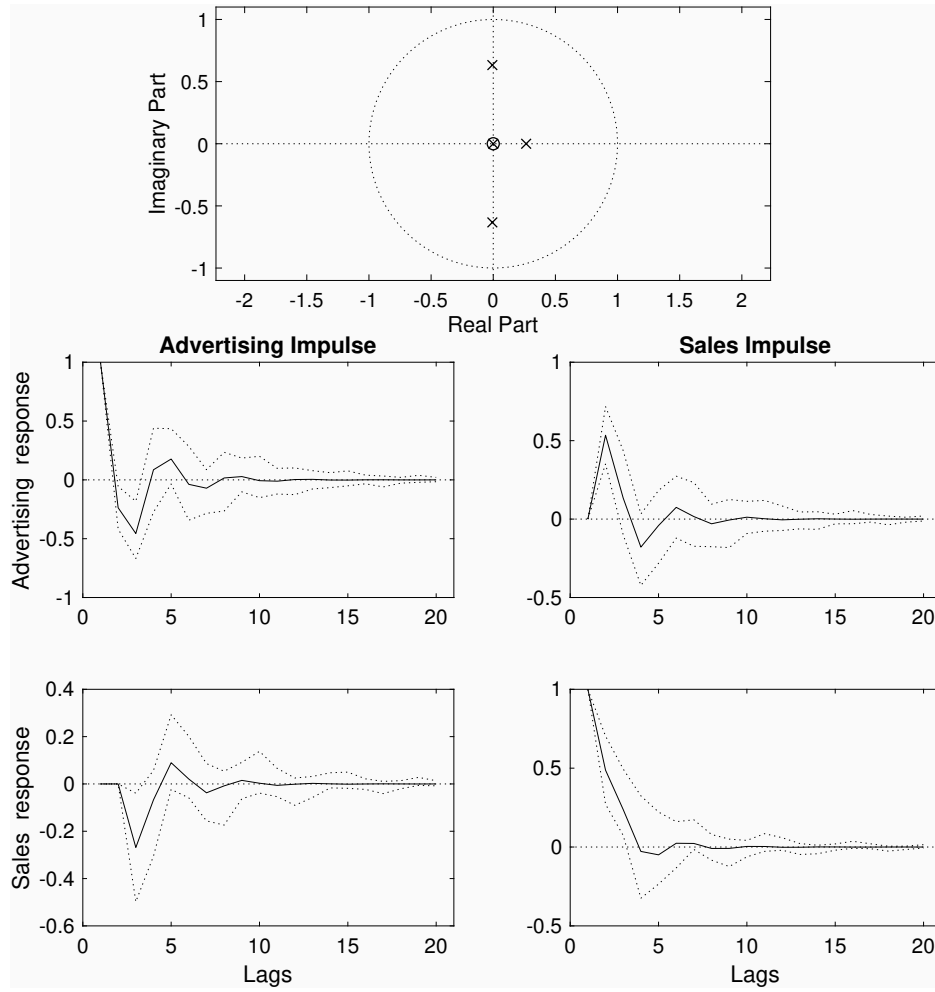 1
0.5
0
-0.5
-1
Imaginary Part
-2 -1 -0.5 0 0.5 1 2
Real Part
Advertising Impulse
1
0.5
0
-0.5
-1
Advertising response
0 5 10 15 20
Sales Impulse
1
0.5
0
-0.5
0 5 10 15 20
0.4
0.2
0
-0.2
-0.4
-0.6
Sales response
0 5 10 15 20
Lags
1
0.5
0
-0.5
0 5 10 15 20
Lags